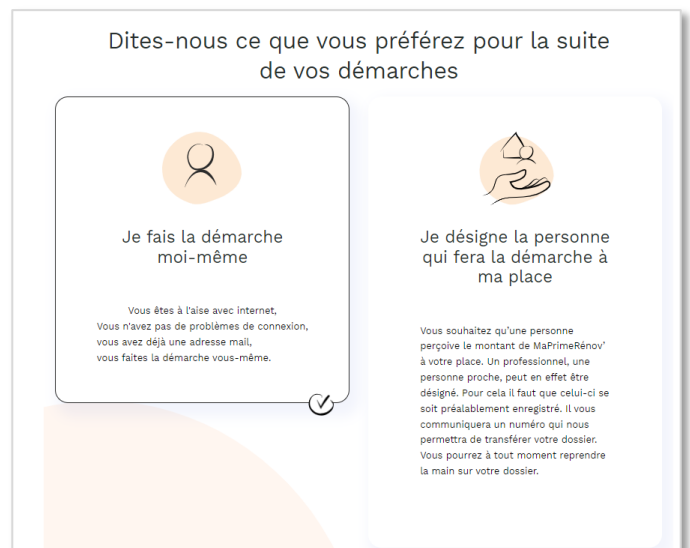 Dites-nous ce que vous préférez pour la suite
de vos démarches
Je fais la démarche
moi-même
Vous êtes à l'aise avec internet,
Vous n'avez pas de problèmes de connexion,
vous avez déjà une adresse mail,
vous faites la démarche vous-même.
Je désigne la personne
qui fera la démarche à
ma place
Vous souhaitez qu'une personne
perçoive le montant de MaPrimeRénov'
à votre place. Un professionnel, une
personne proche, peut en effet être
désigné. Pour cela il faut que celui-ci se
soit préalablement enregistré. Il vous
communiquera un numéro qui nous
permettra de transférer votre dossier.
Vous pourrez à tout moment reprendre
la main sur votre dossier.